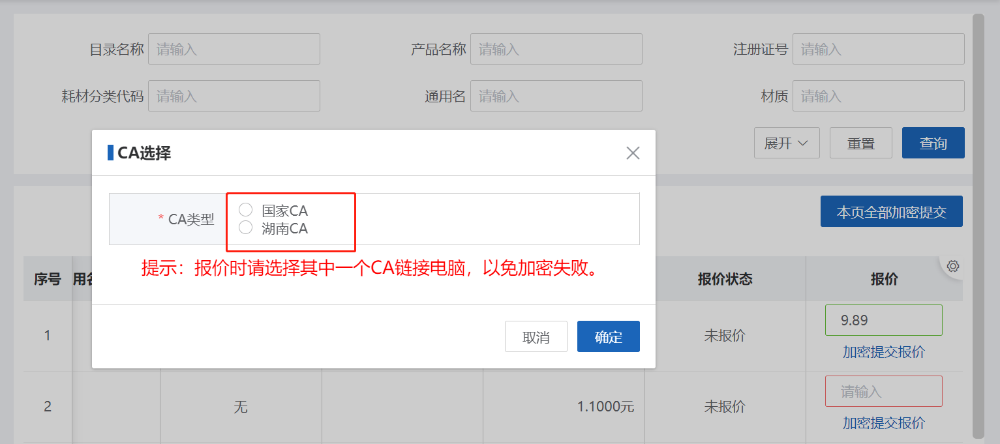 目录名称 请输入 产品名称 请输入 注册证号 请输入
耗材分类代码 请输入 通用名 请输入 材质 请输入
展开 重置 查询
CA选择
本页全部加密提交
* CA类型
国家CA
湖南CA
提示：报价时请选择其中一个CA链接电脑，以免加密失败。
序号 用名 报价状态 报价
取消 确定
1 未报价 9.89
加密提交报价
2 无 1.1000元 未报价 请输入
加密提交报价